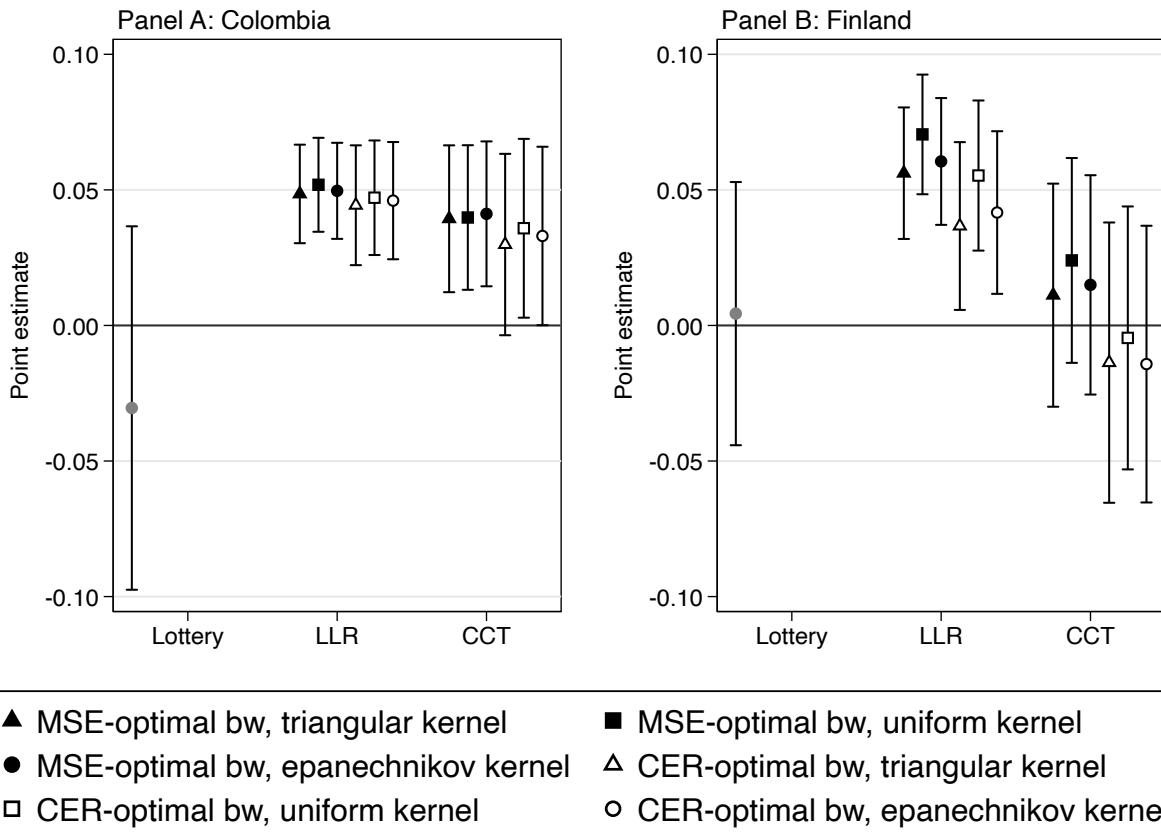 Panel A: Colombia
Panel B: Finland
Point estimate
0.10
0.05
0.00
-0.05
-0.10
Lottery LLR CCT
Point estimate
0.10
0.05
0.00
-0.05
-0.10
Lottery LLR CCT
MSE-optimal bw, triangular kernel
MSE-optimal bw, uniform kernel
MSE-optimal bw, epanechnikov kernel
CER-optimal bw, triangular kernel
CER-optimal bw, uniform kernel
CER-optimal bw, epanechnikov kerne